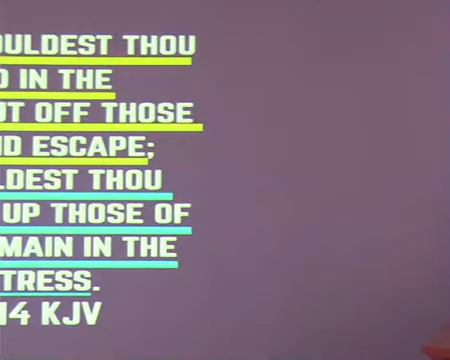 OULDEST THOU
D IN THE
UT OFF THOSE
ID ESCAPE;
LDEST THOU
UP THOSE OF
MAIN IN THE
TRESS.
14 KJV